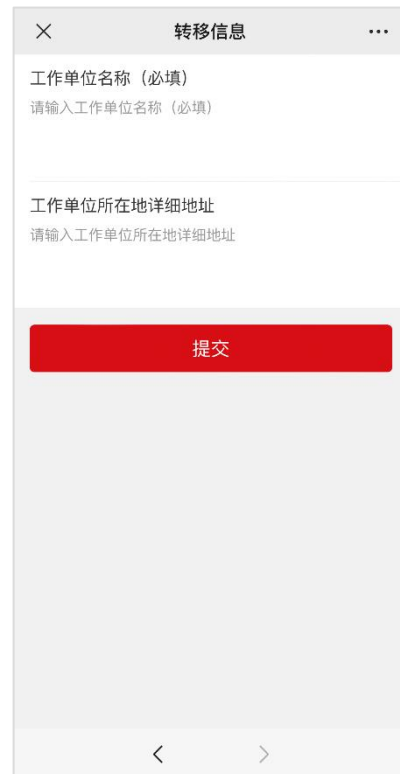 转移信息
工作单位名称（必填）
请输入工作单位名称（必填）
工作单位所在地详细地址
请输入工作单位所在地详细地址
提交